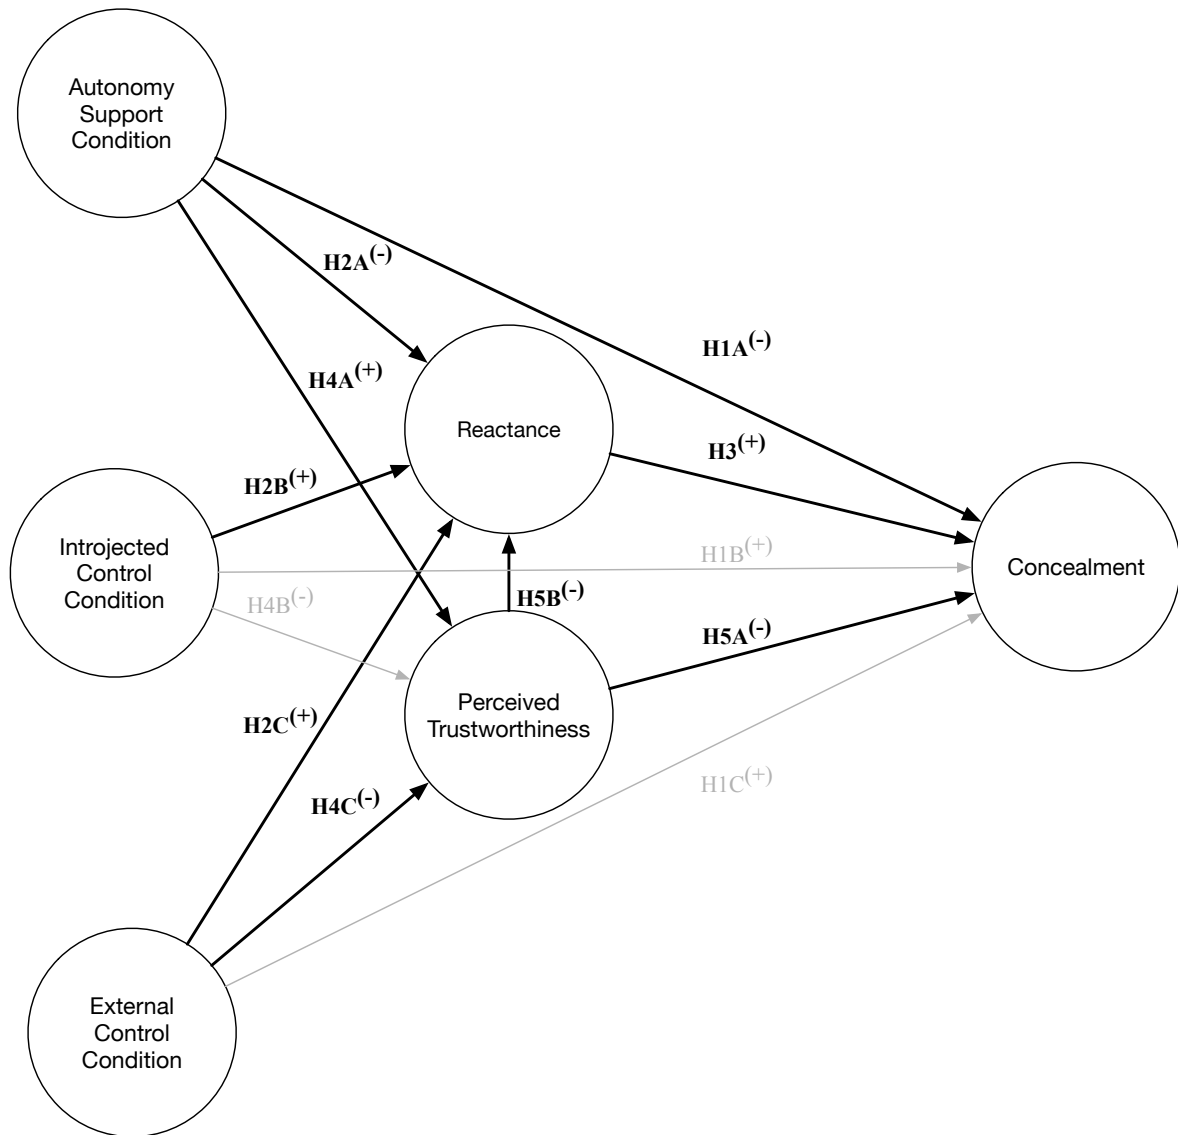 Autonomy
Support
Condition
H2A(-)
H1A(-)
H4A(+)
Reactance
H3(+)
H2B(+)
Introjected
Control
Condition
H1B(+)
Concealment
H4B(-)
H5B(-)
H5A(-)
Perceived
Trustworthiness
H2C(+)
H1C(+)
H4C(-)
External
Control
Condition